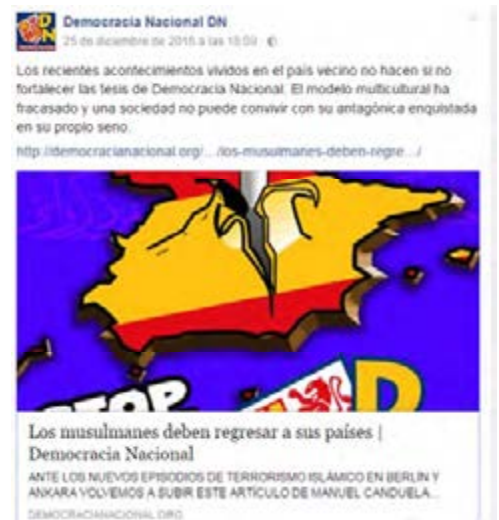 Democracia Nacional DN
25 de diciembre de 2016 a las 18:59
Los recientes acontecimientos vividos en el país vecino no hacen si no
fortalecer las tesis de Democracia Nacional. El modelo multicultural ha
fracasado y una sociedad no puede convivir con su antagónica enquistada
en su propio seno.
http://democracianacional.org/.../los-musulmanes-deben-regre.../
STOP
D
Los musulmanes deben regresar a sus países |
Democracia Nacional
ANTE LOS NUEVOS EPISODIOS DE TERRORISMO ISLÁMICO EN BERLÍN Y
ANKARA VOLVEMOS A SUBIR ESTE ARTÍCULO DE MANUEL CANDUELA...
DEMOCRACIANACIONAL.ORG